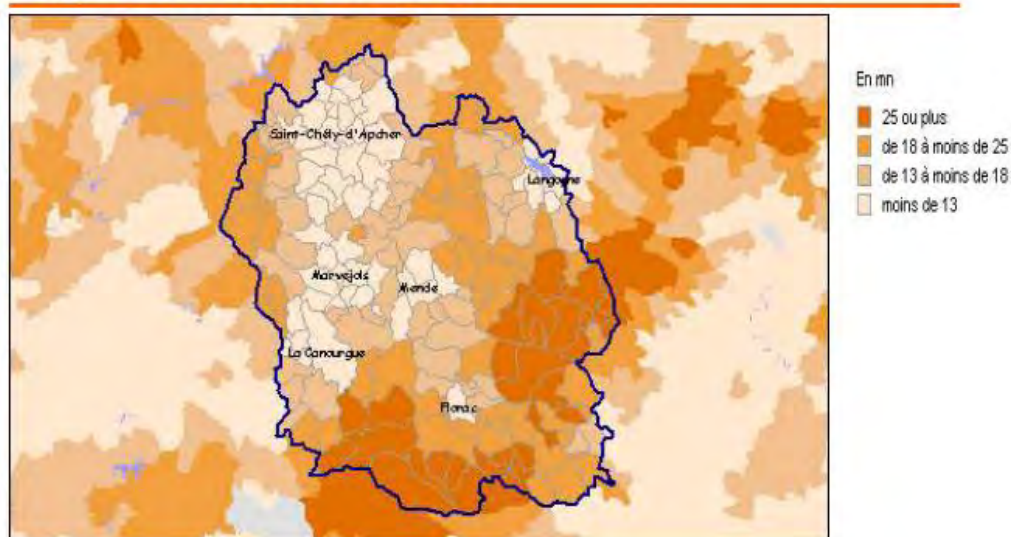 Saint-Chély-d'Apcher
Langogne
Marvejols
Mende
La Canourgue
Florac
En mn
25 ou plus
de 18 à moins de 25
de 13 à moins de 18
moins de 13